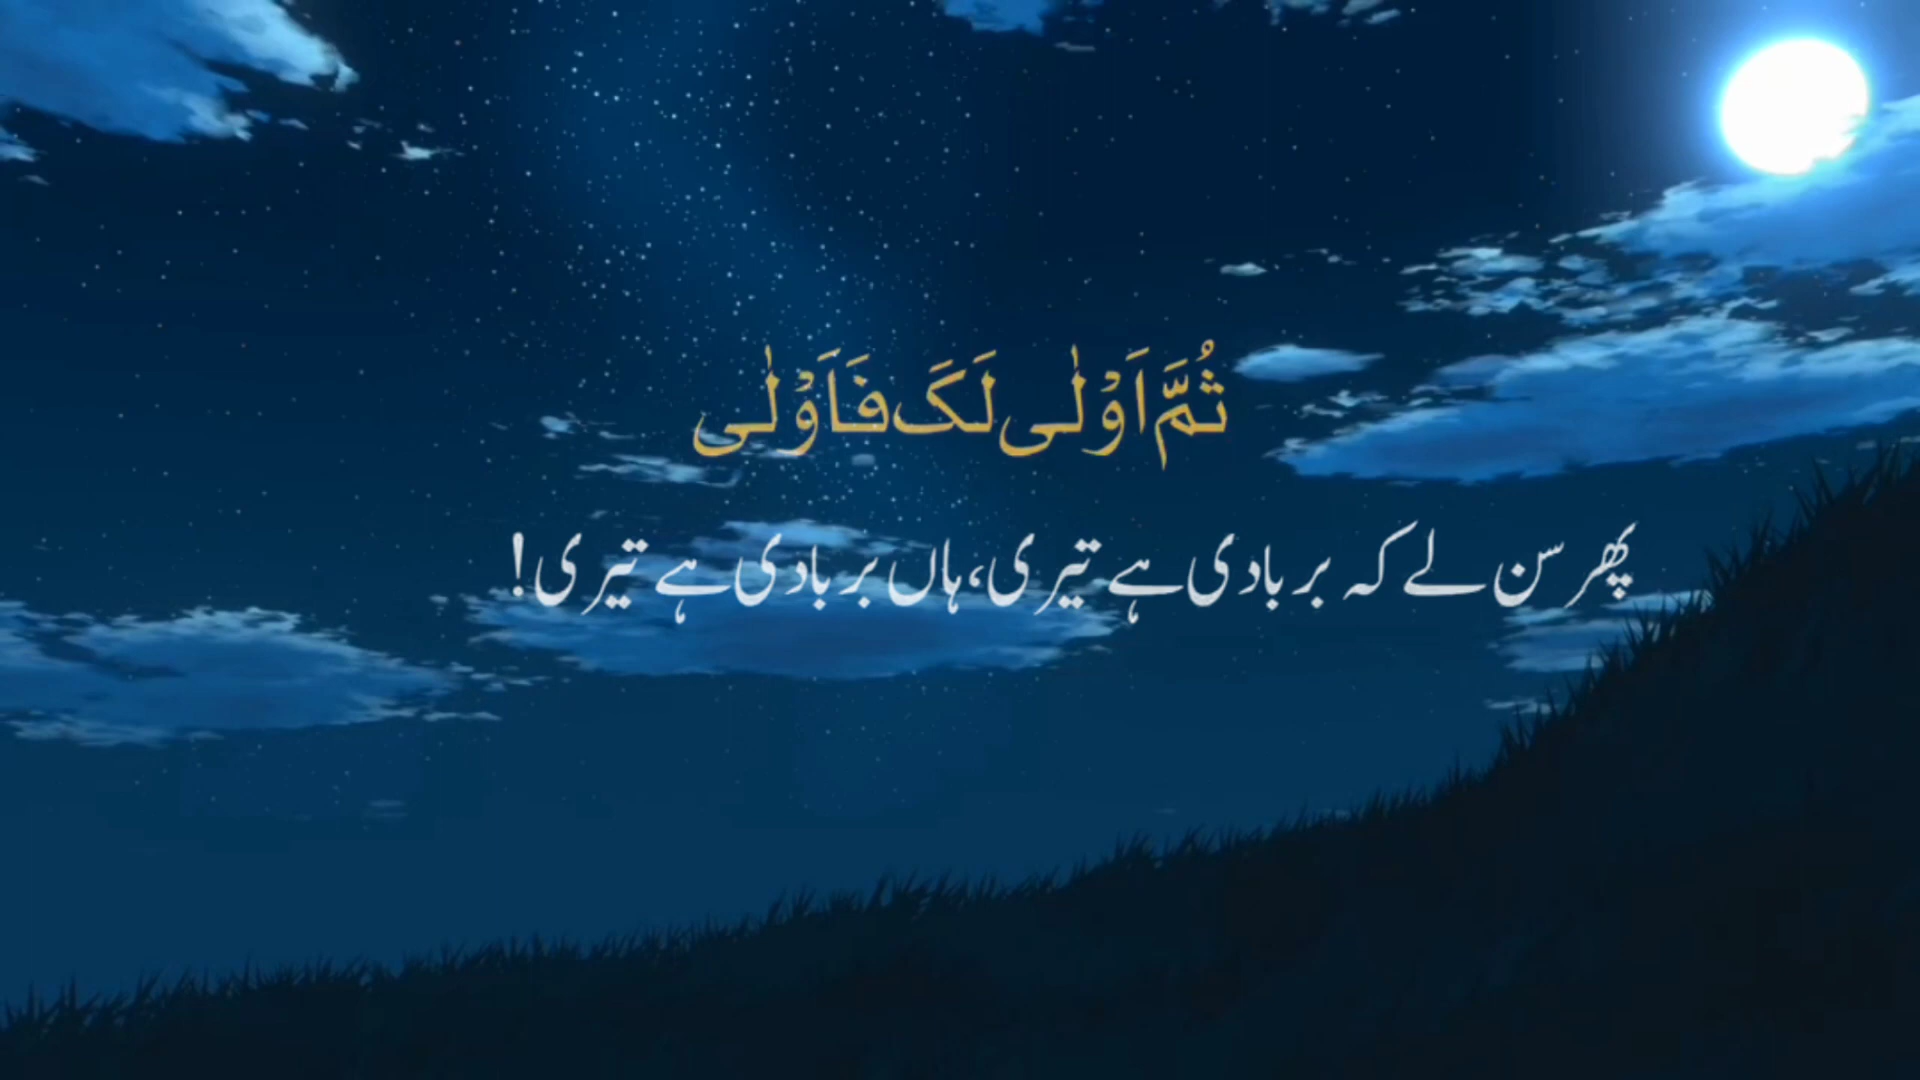 ثُمَّ اَوْلٰى لَكَ فَاَوْلٰى
پھر سن لے کہ بربادی ہے تیری، ہاں بربادی ہے تیری!